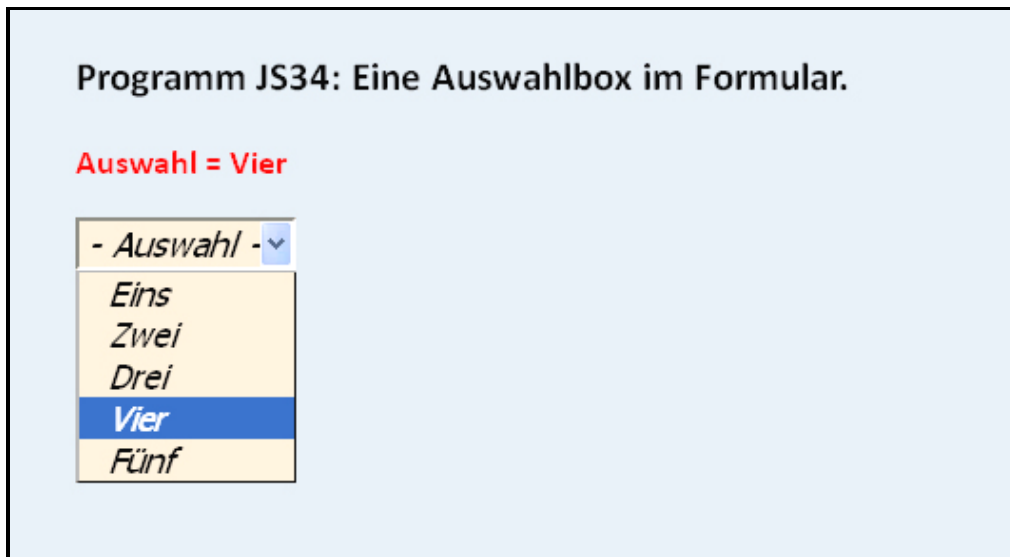 Programm JS34: Eine Auswahlbox im Formular.
Auswahl = Vier
- Auswahl -
Eins
Zwei
Drei
Vier
Fünf